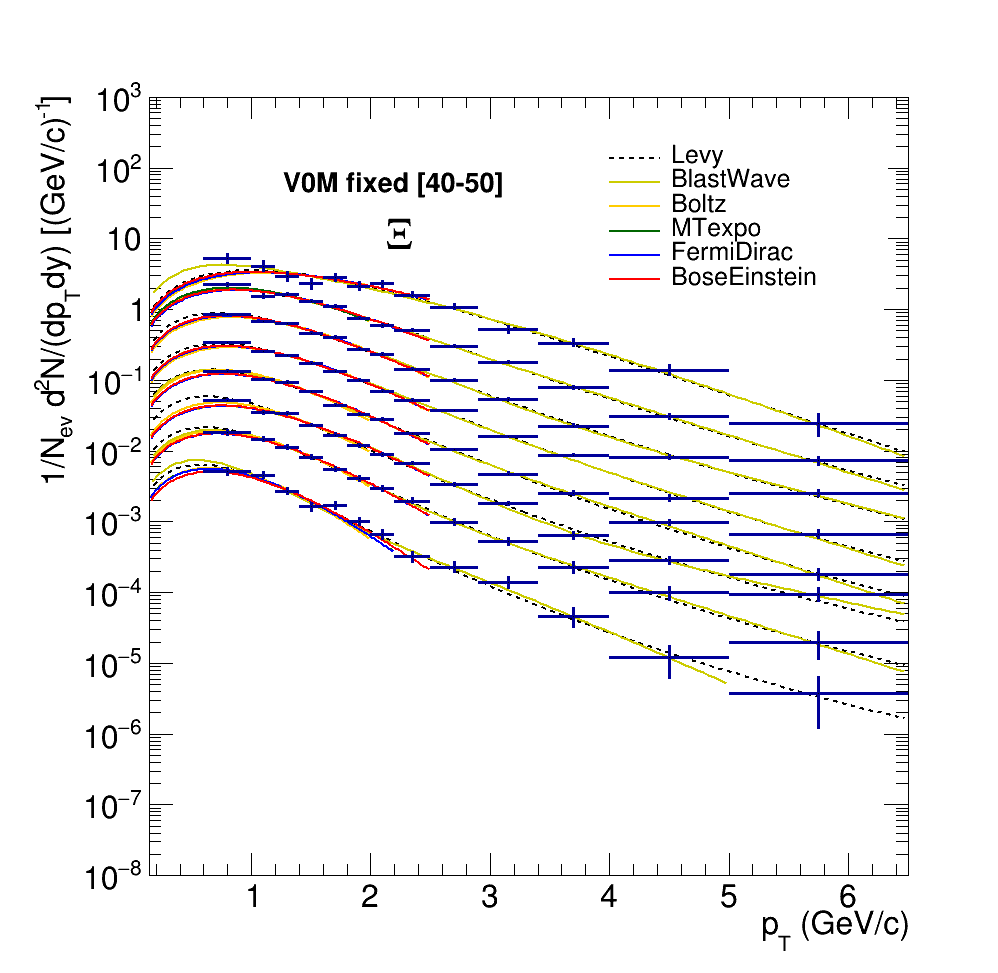 1/N_ev d²N/(dp_Tdy) [(GeV/c)⁻¹]
10³
10²
10
1
10⁻¹
10⁻²
10⁻³
10⁻⁴
10⁻⁵
10⁻⁶
10⁻⁷
10⁻⁸
V0M fixed [40-50]
Ξ
Levy
BlastWave
Boltz
MTexpo
FermiDirac
BoseEinstein
1 2 3 4 5 6
p_T (GeV/c)